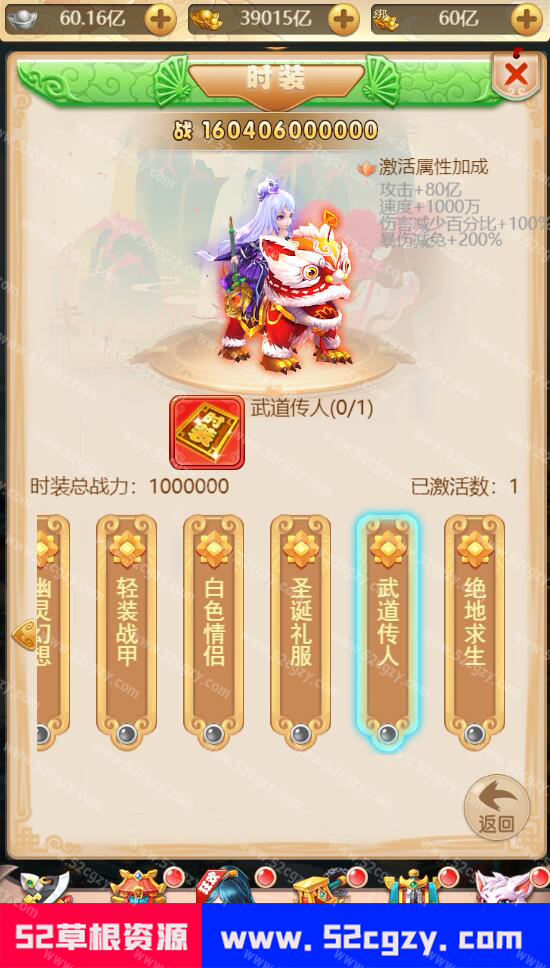 60.16亿
39015亿
绑
60亿
时装
战 160406000000
激活属性加成
攻击+80亿
速度+1000万
伤害减少百分比+100%
暴伤减免+200%
时装
武道传人(0/1)
时装总战力：1000000
已激活数：1
幽灵幻想
轻装战甲
白色情侣
圣诞礼服
武道传人
绝地求生
返回
狂攻
52草根资源
www.52cgzy.com